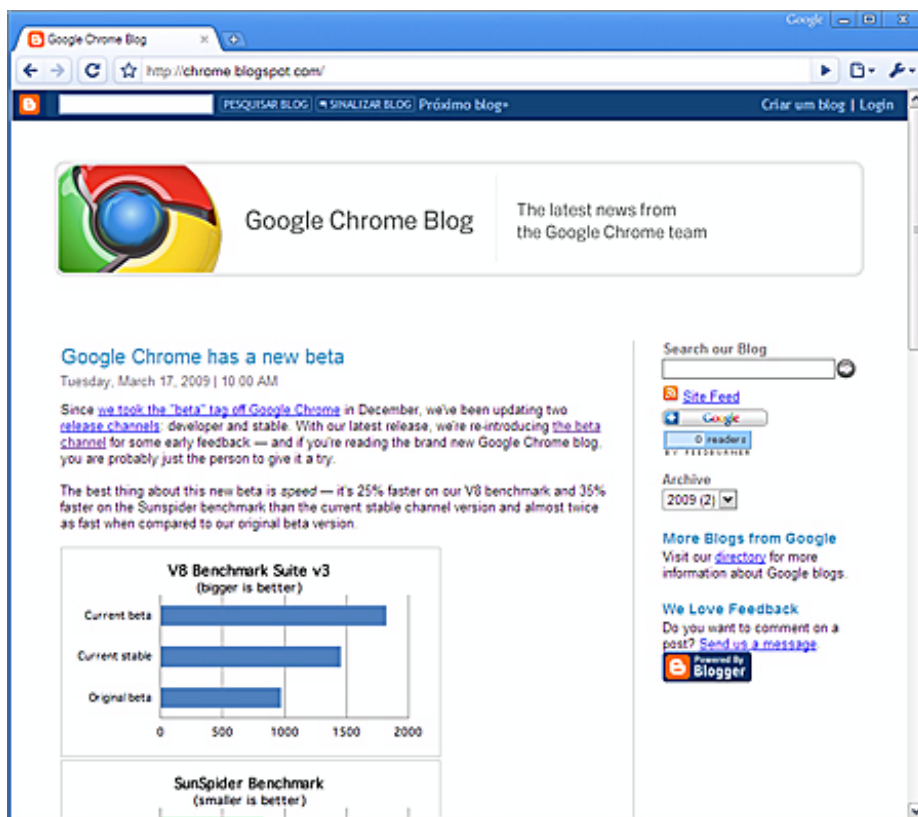 Google
Google Chrome Blog
http://chrome.blogspot.com/
PESQUISAR BLOG SINALIZAR BLOG Próximo blog»
Criar um blog | Login
Google Chrome Blog
The latest news from
the Google Chrome team
Google Chrome has a new beta
Tuesday, March 17, 2009 | 10:00 AM
Since we took the "beta" tag off Google Chrome in December, we've been updating two
release channels: developer and stable. With our latest release, we're re-introducing the beta
channel for some early feedback — and if you're reading the brand new Google Chrome blog,
you are probably just the person to give it a try.
The best thing about this new beta is speed — it's 25% faster on our V8 benchmark and 35%
faster on the Sunspider benchmark than the current stable channel version and almost twice
as fast when compared to our original beta version.
V8 Benchmark Suite v3
(bigger is better)
Current beta
Current stable
Original beta
0 500 1000 1500 2000
SunSpider Benchmark
(smaller is better)
Search our Blog
Site Feed
Google
0 readers
BY FEEDBURNER
Archive
2009 (2)
More Blogs from Google
Visit our directory for more
information about Google blogs.
We Love Feedback
Do you want to comment on a
post? Send us a message.
Powered By
Blogger